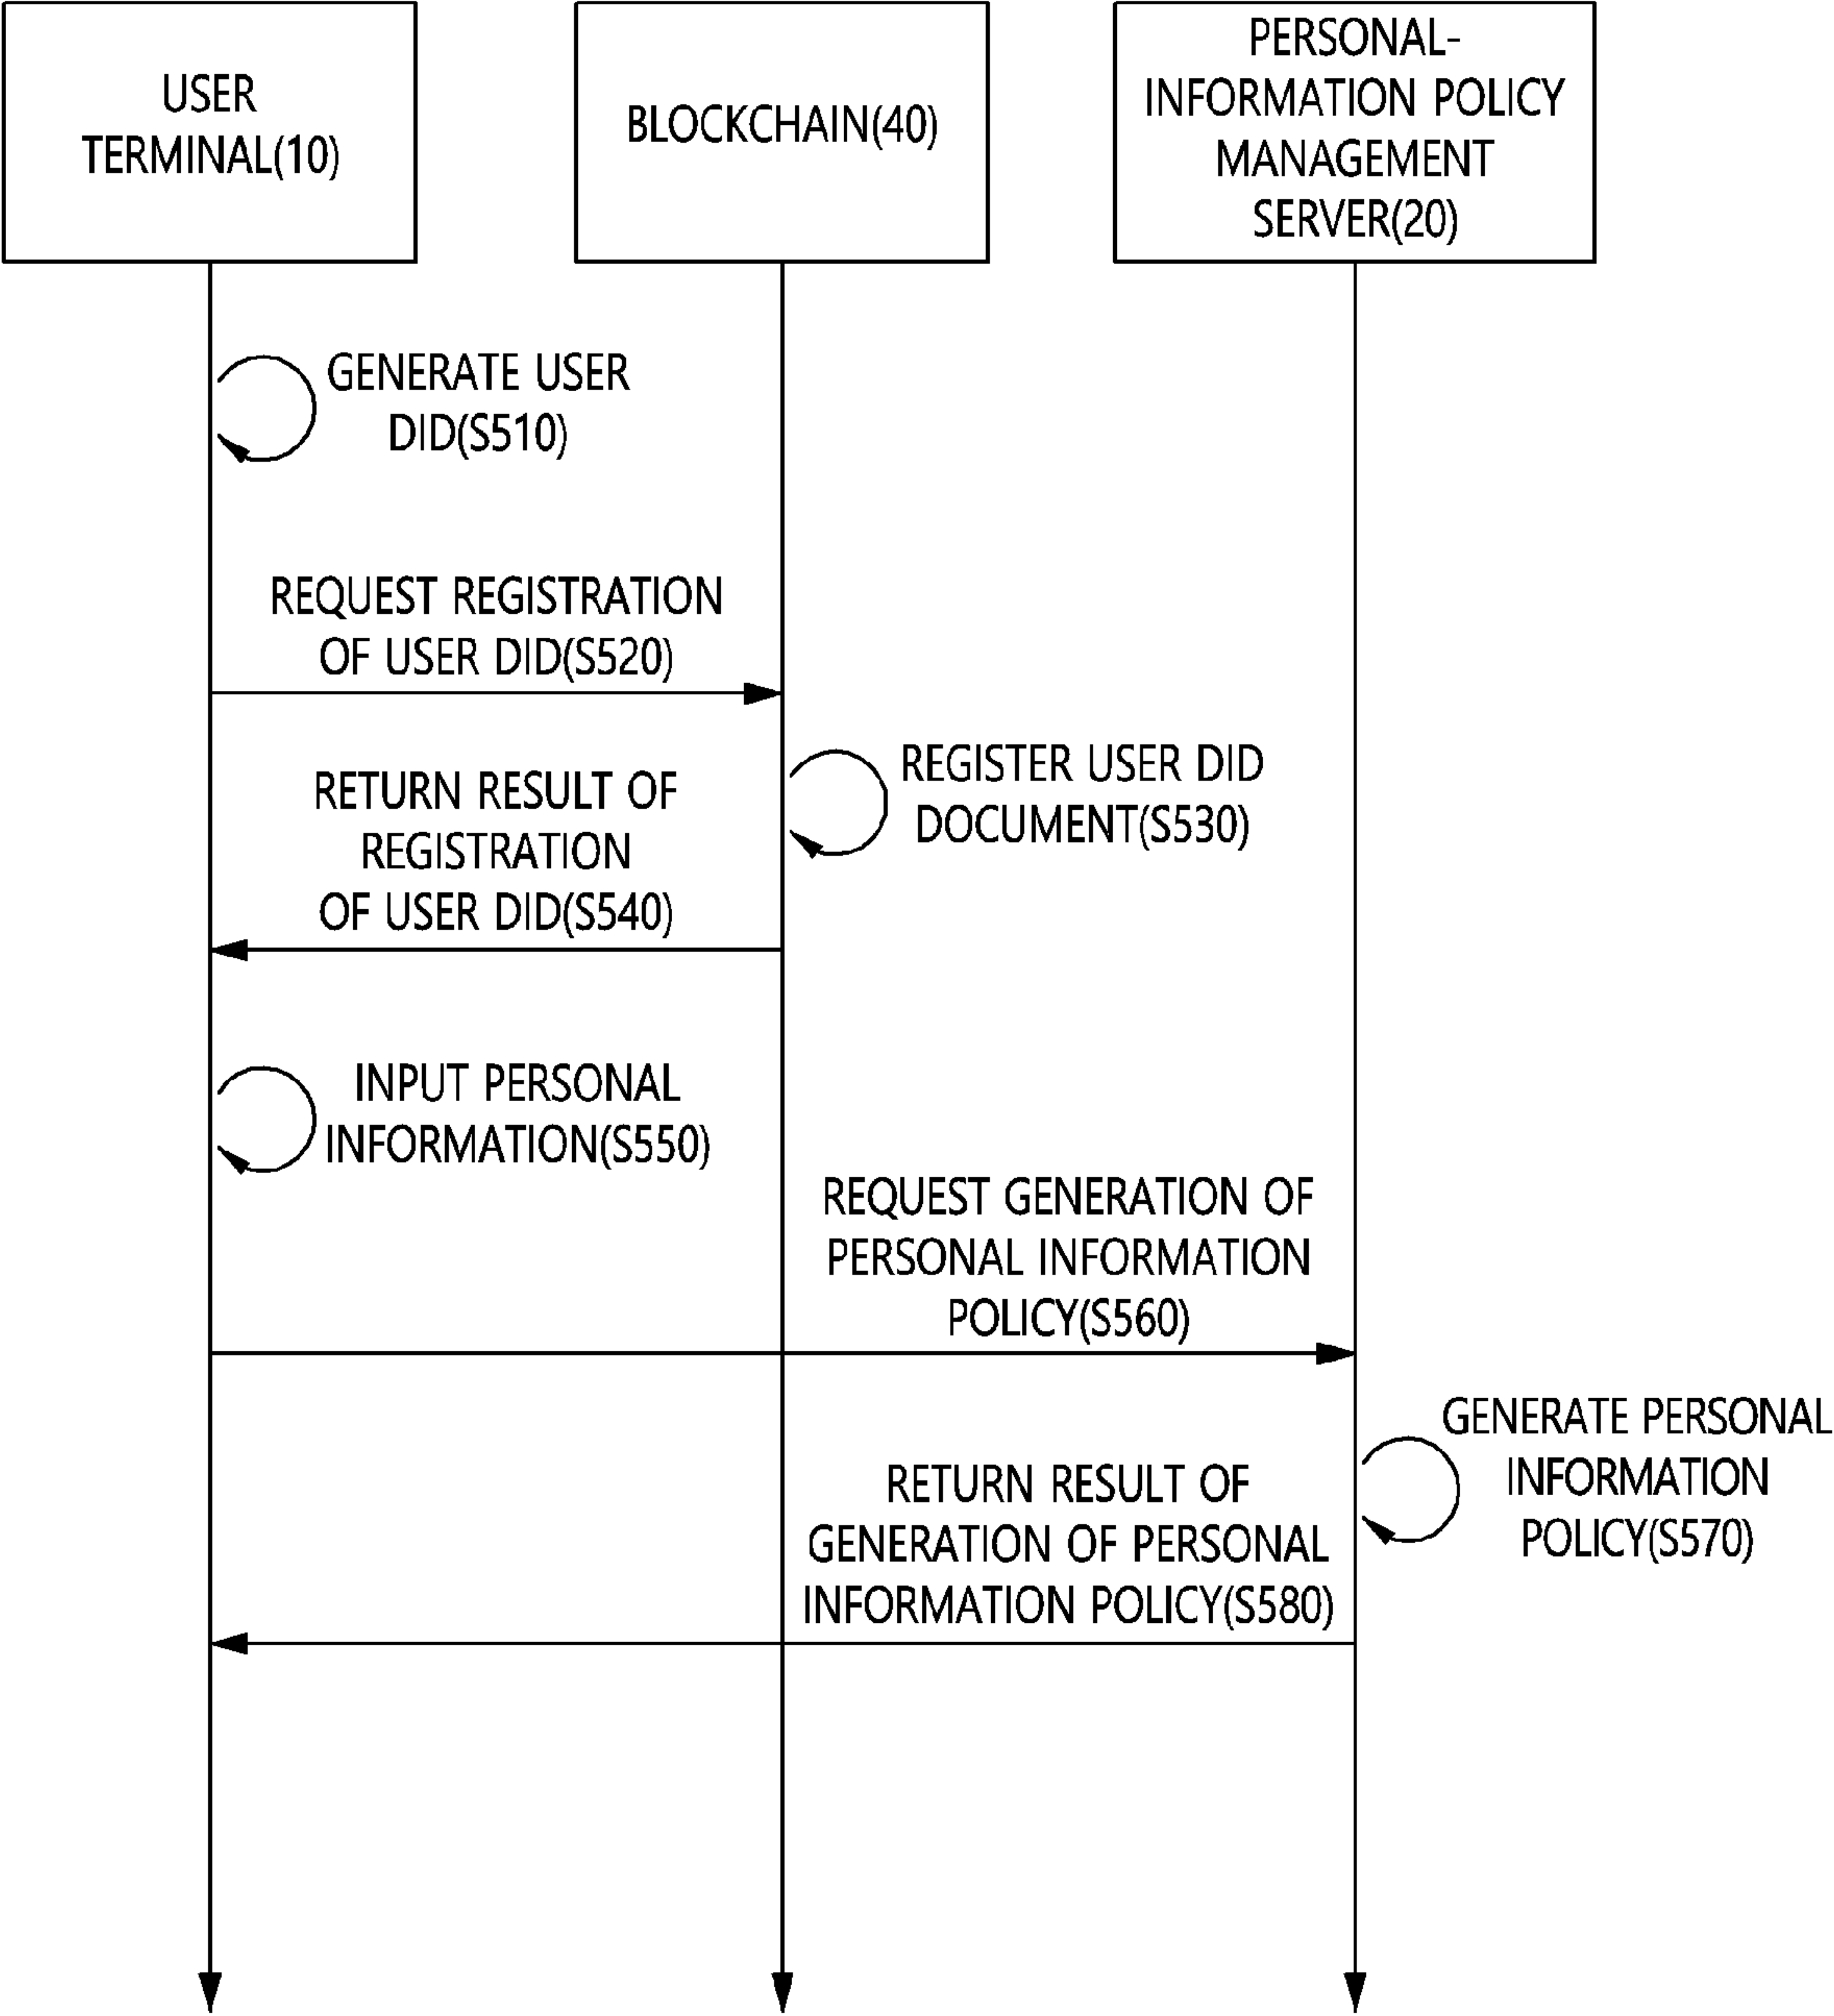 USER
TERMINAL(10)
BLOCKCHAIN(40)
PERSONAL-
INFORMATION POLICY
MANAGEMENT
SERVER(20)
GENERATE USER
DID(S510)
REQUEST REGISTRATION
OF USER DID(S520)
REGISTER USER DID
DOCUMENT(S530)
RETURN RESULT OF
REGISTRATION
OF USER DID(S540)
INPUT PERSONAL
INFORMATION(S550)
REQUEST GENERATION OF
PERSONAL INFORMATION
POLICY(S560)
GENERATE PERSONAL
INFORMATION
POLICY(S570)
RETURN RESULT OF
GENERATION OF PERSONAL
INFORMATION POLICY(S580)